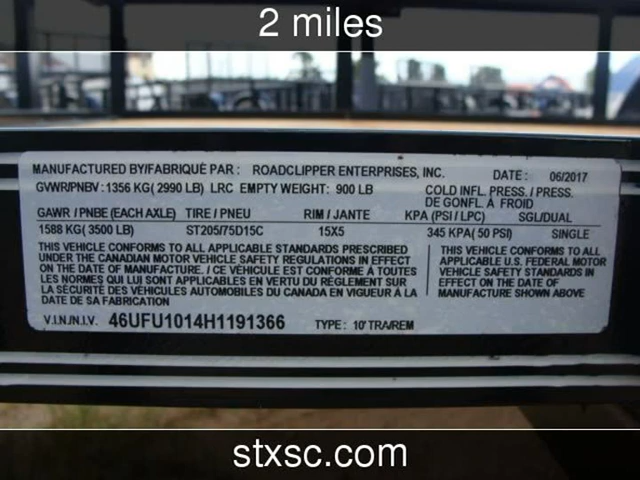 2 miles
MANUFACTURED BY/FABRIQUÉ PAR : ROADCLIPPER ENTERPRISES, INC. DATE : 06/2017
GVWR/PNBV : 1356 KG( 2990 LB) LRC EMPTY WEIGHT: 900 LB COLD INFL. PRESS. / PRESS.
DE GONFL. À FROID
GAWR / PNBE (EACH AXLE) TIRE / PNEU RIM / JANTE KPA (PSI / LPC) SGL/DUAL
1588 KG( 3500 LB) ST205/75D15C 15X5 345 KPA( 50 PSI) SINGLE
THIS VEHICLE CONFORMS TO ALL APPLICABLE STANDARDS PRESCRIBED
UNDER THE CANADIAN MOTOR VEHICLE SAFETY REGULATIONS IN EFFECT
ON THE DATE OF MANUFACTURE. / CE VÉHICULE EST CONFORME À TOUTES
LES NORMES QUI LUI SONT APPLICABLES EN VERTU DU RÈGLEMENT SUR
LA SÉCURITÉ DES VÉHICULES AUTOMOBILES DU CANADA EN VIGUEUR À LA
DATE DE SA FABRICATION
THIS VEHICLE CONFORMS TO ALL
APPLICABLE U.S. FEDERAL MOTOR
VEHICLE SAFETY STANDARDS IN
EFFECT ON THE DATE OF
MANUFACTURE SHOWN ABOVE.
V.I.N./N.I.V. 46UFU1014H1191366 TYPE : 10' TRA/REM
stxsc.com